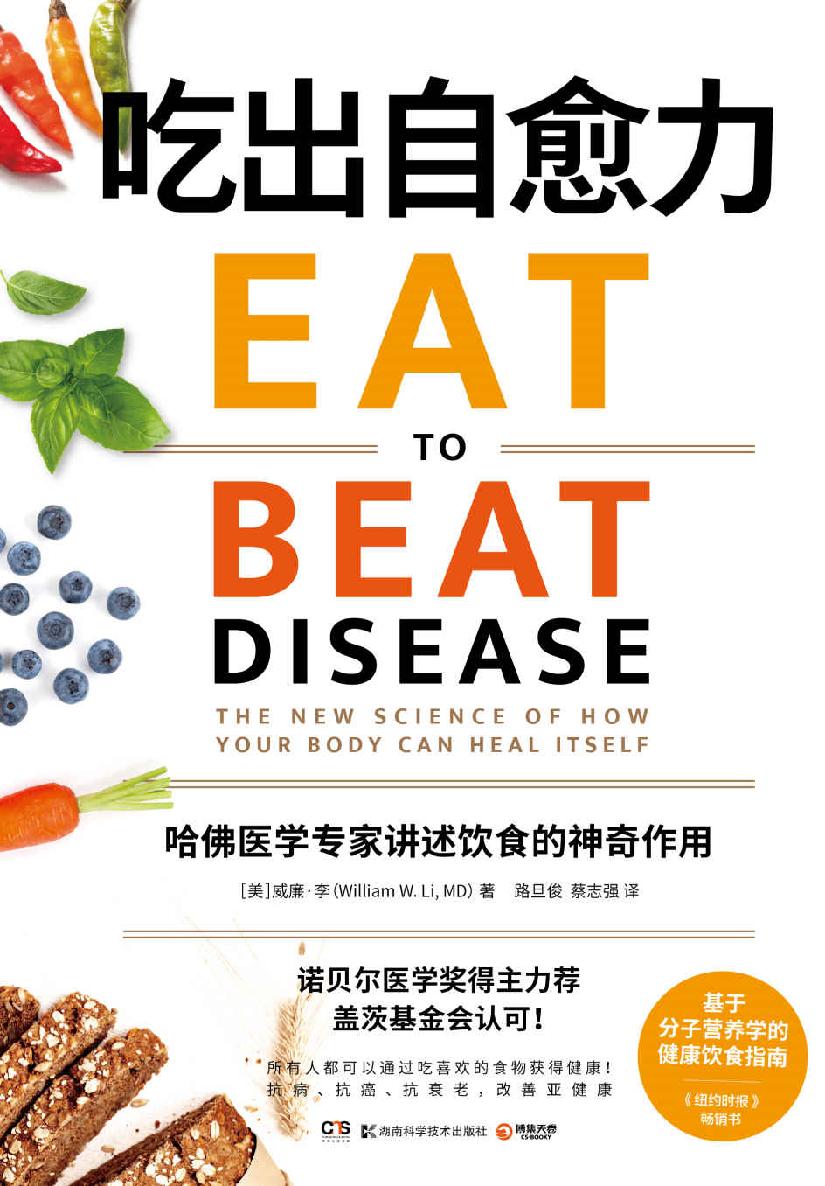 吃出自愈力
EAT
TO
BEAT
DISEASE
THE NEW SCIENCE OF HOW
YOUR BODY CAN HEAL ITSELF
哈佛医学专家讲述饮食的神奇作用
[美]威廉·李(William W. Li, MD) 著 路旦俊 蔡志强 译
诺贝尔医学奖得主力荐
盖茨基金会认可!
所有人都可以通过吃喜欢的食物获得健康!
抗病、抗癌、抗衰老,改善亚健康
基于
分子营养学的
健康饮食指南
《纽约时报》
畅销书
湖南科学技术出版社 博集天卷
CS-BOOKY